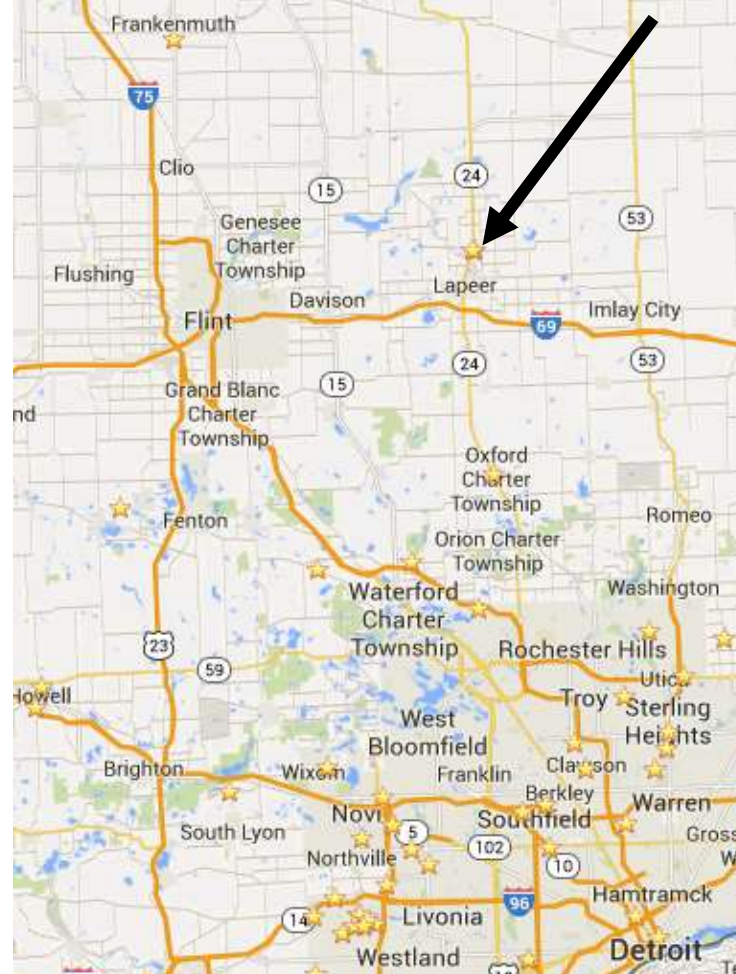 Frankenmuth
75
Clio
15
24
Genesee
Charter
Township
53
Flushing
Lapeer
Davison
Imlay City
Flint
69
53
24
15
Grand Blanc
Charter
Township
nd
Oxford
Charter
Township
Romeo
Fenton
Orion Charter
Township
Washington
Waterford
Charter
Township
23
Rochester Hills
59
Utica
Howell
Troy
Sterling
Heights
West
Bloomfield
Brighton
Wixom
Franklin
Clawson
Berkley
Warren
Novi
Southfield
South Lyon
5
Gross
W
102
Northville
10
Hamtramck
96
14
Livonia
Detroit
Westland